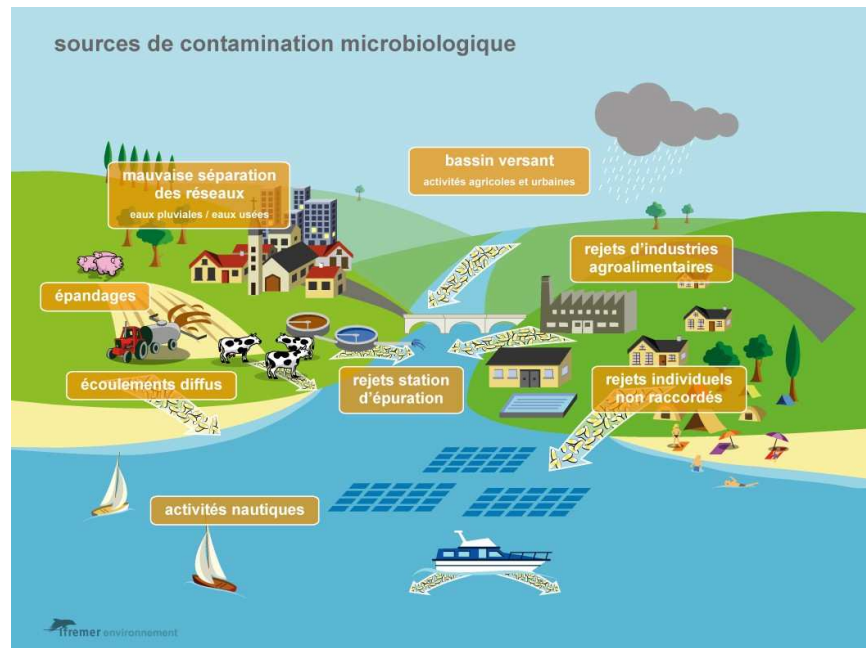 sources de contamination microbiologique
bassin versant
activités agricoles et urbaines
mauvaise séparation
des réseaux
eaux pluviales / eaux usées
rejets d'industries
agroalimentaires
épandages
écoulements diffus
rejets station
d'épuration
rejets individuels
non raccordés
activités nautiques
ifremer environnement